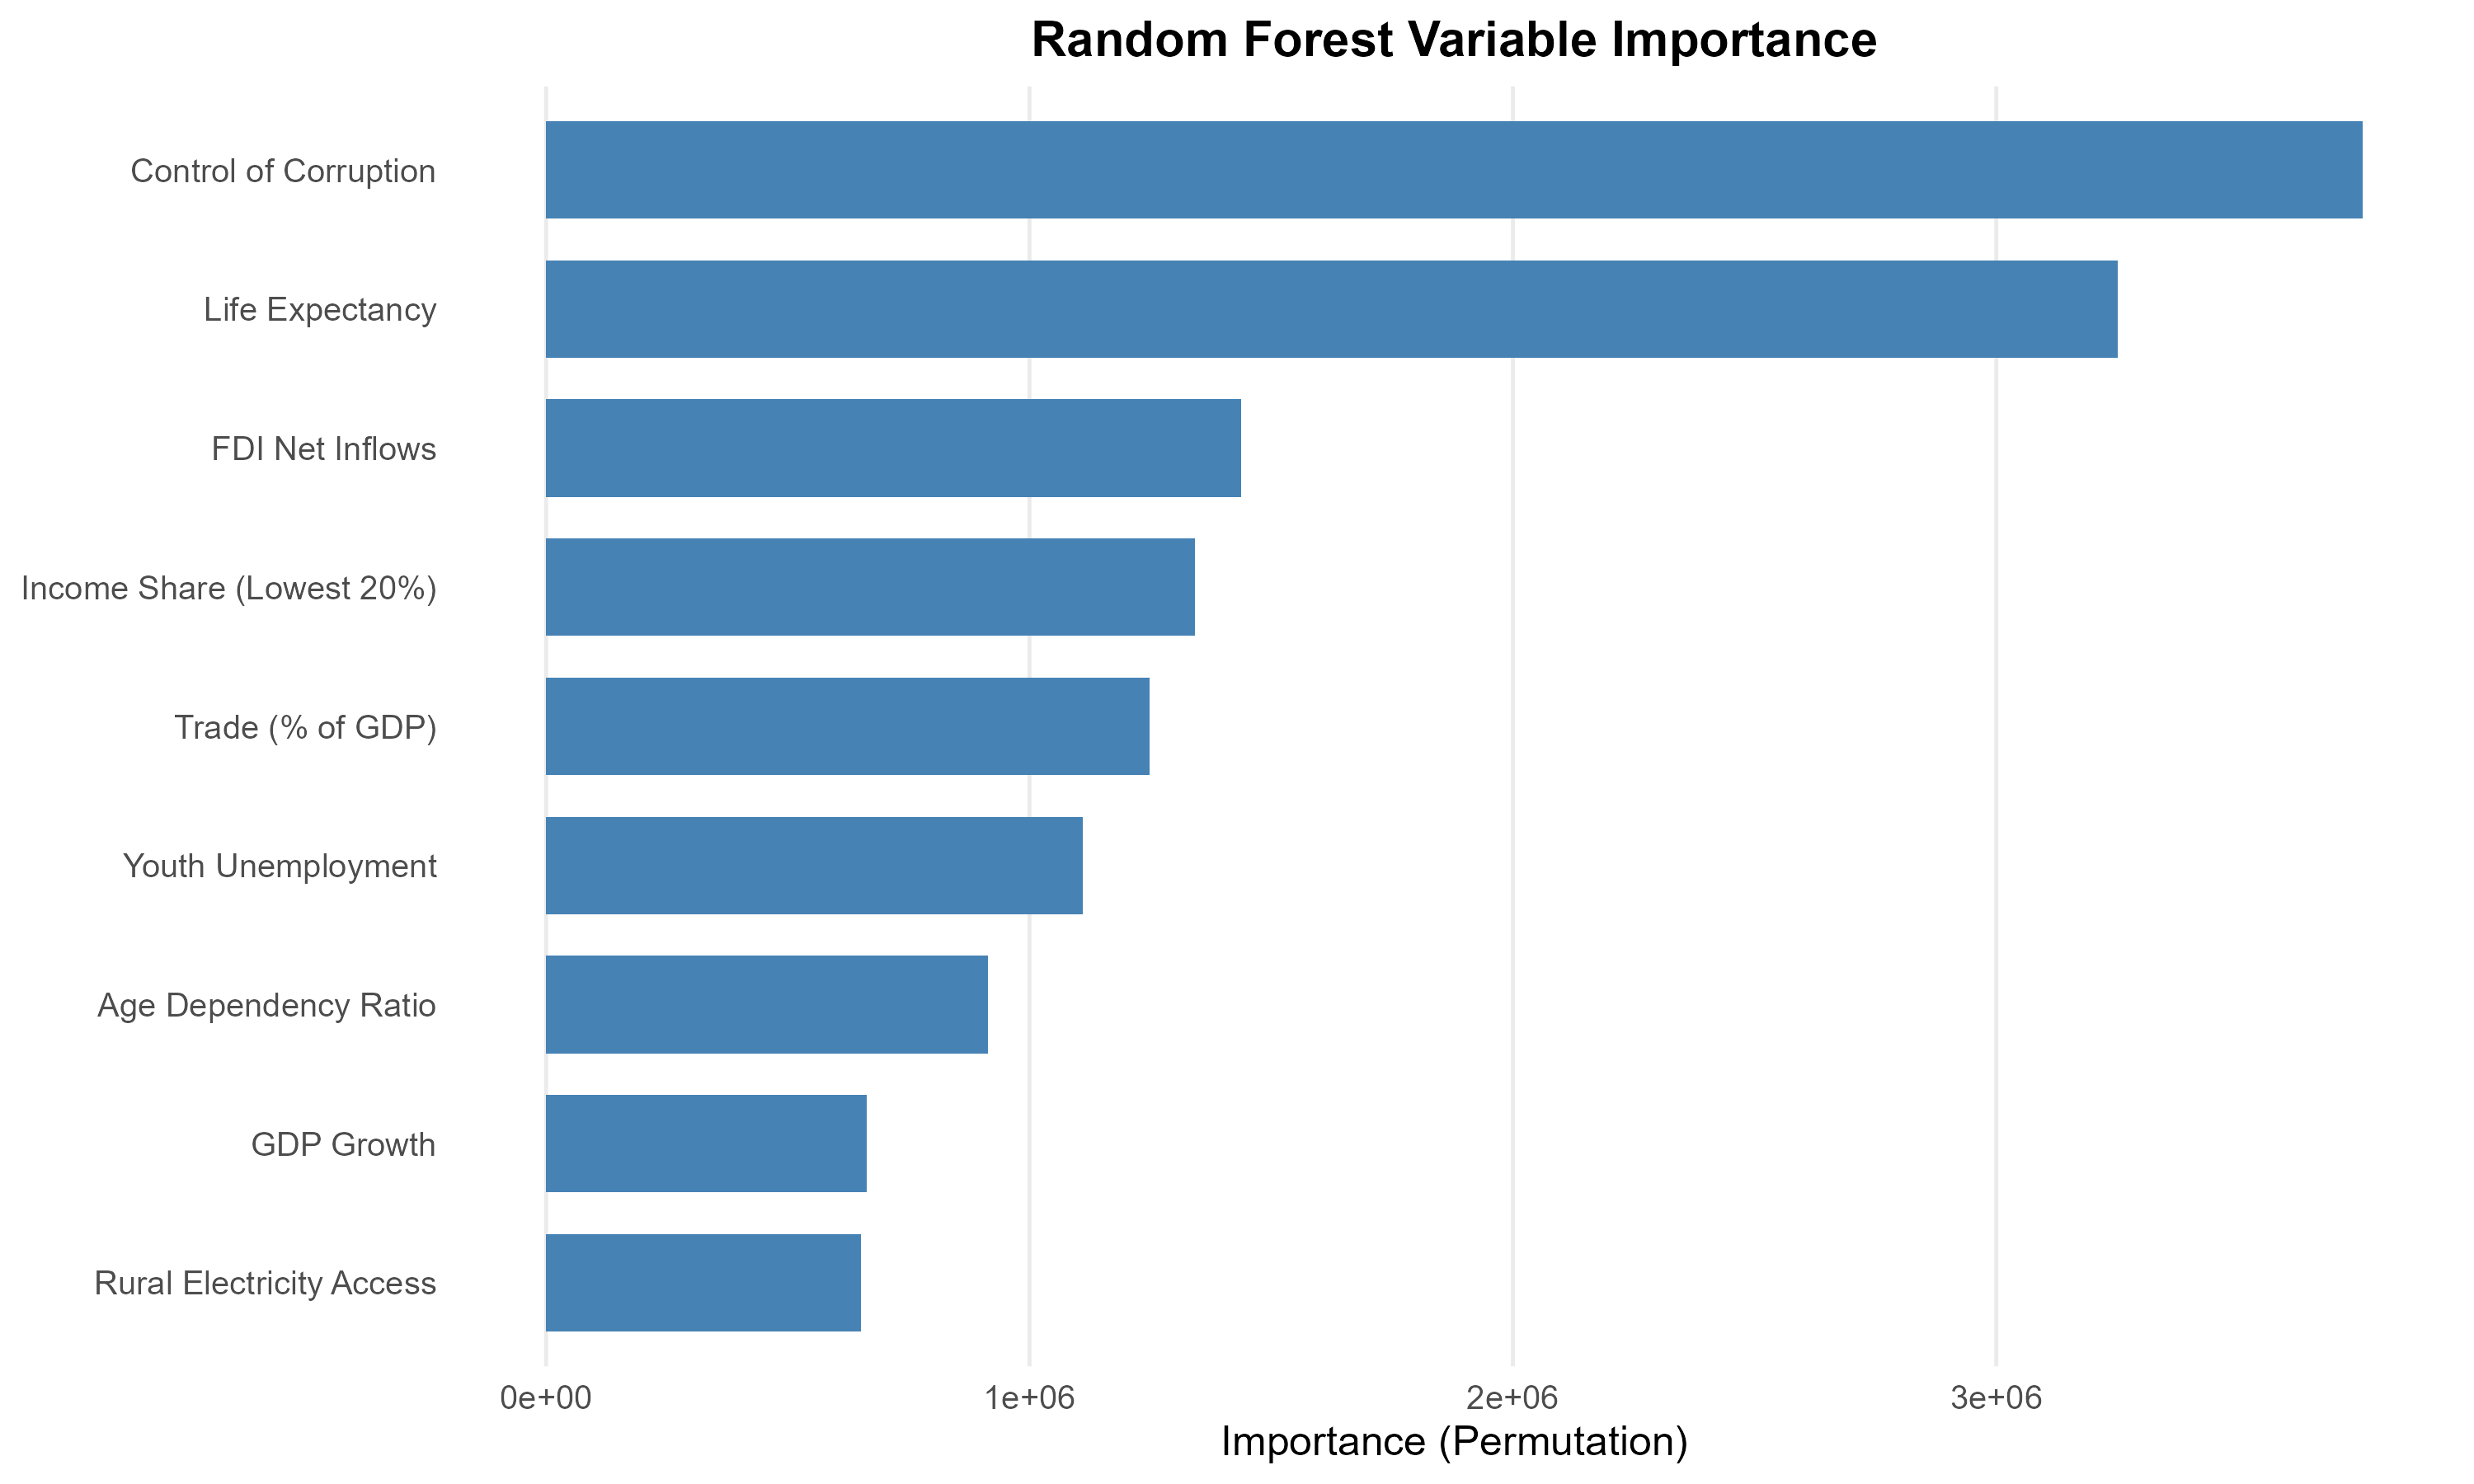 Random Forest Variable Importance
Control of Corruption
Life Expectancy
FDI Net Inflows
Income Share (Lowest 20%)
Trade (% of GDP)
Youth Unemployment
Age Dependency Ratio
GDP Growth
Rural Electricity Access
0e+00 1e+06 2e+06 3e+06
Importance (Permutation)